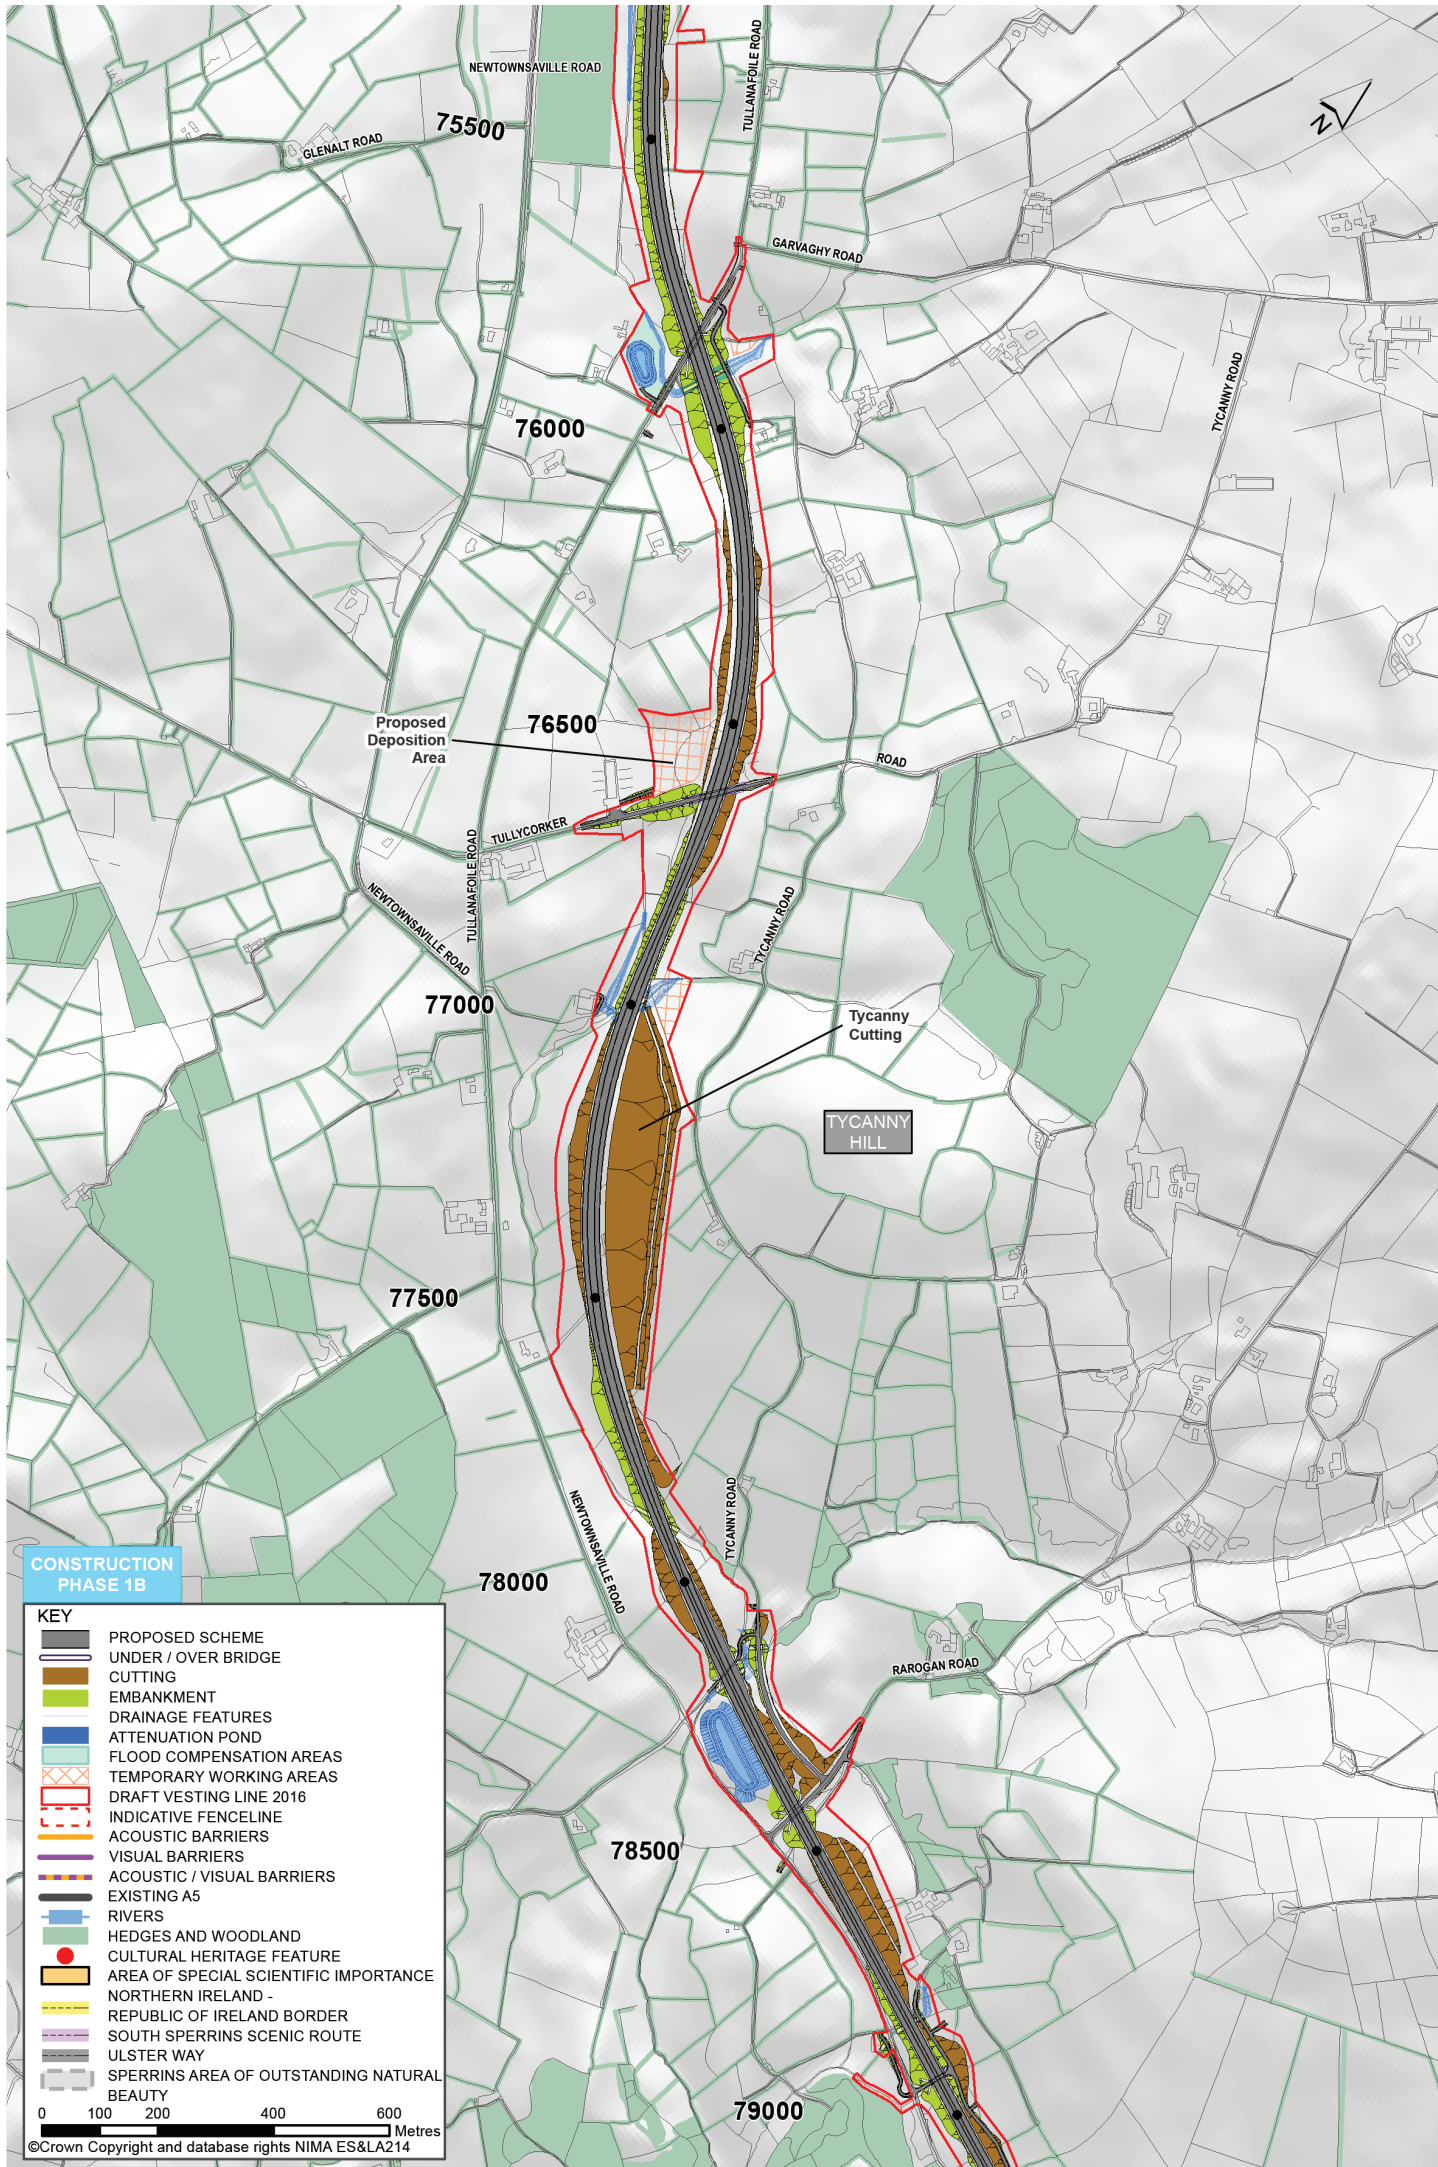 NEWTOWNSAVILLE ROAD
TULLANAFOILE ROAD
75500
GLENALT ROAD
N
GARVAGHY ROAD
TYCANNY ROAD
76000
Proposed
Deposition
Area
76500
ROAD
TULLYCORKER
TULLANAFOILE ROAD
NEWTOWNSAVILLE ROAD
TYCANNY ROAD
77000
Tycanny
Cutting
TYCANNY
HILL
77500
NEWTOWNSAVILLE ROAD
TYCANNY ROAD
78000
RAROGAN ROAD
78500
79000
CONSTRUCTION
PHASE 1B
KEY
PROPOSED SCHEME
UNDER / OVER BRIDGE
CUTTING
EMBANKMENT
DRAINAGE FEATURES
ATTENUATION POND
FLOOD COMPENSATION AREAS
TEMPORARY WORKING AREAS
DRAFT VESTING LINE 2016
INDICATIVE FENCELINE
ACOUSTIC BARRIERS
VISUAL BARRIERS
ACOUSTIC / VISUAL BARRIERS
EXISTING A5
RIVERS
HEDGES AND WOODLAND
CULTURAL HERITAGE FEATURE
AREA OF SPECIAL SCIENTIFIC IMPORTANCE
NORTHERN IRELAND -
REPUBLIC OF IRELAND BORDER
SOUTH SPERRINS SCENIC ROUTE
ULSTER WAY
SPERRINS AREA OF OUTSTANDING NATURAL
BEAUTY
0 100 200 400 600
Metres
©Crown Copyright and database rights NIMA ES&LA214